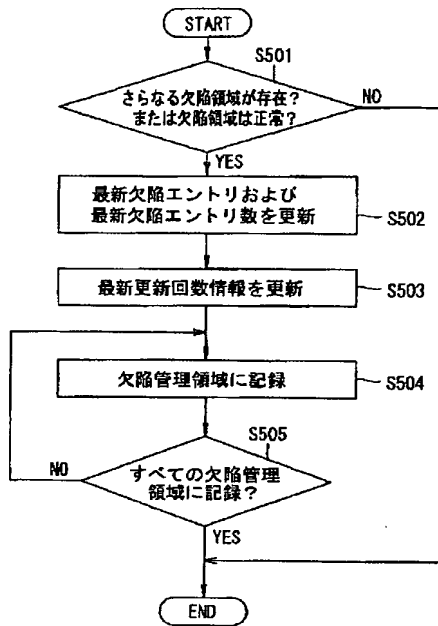 START
S501
さらなる欠陥領域が存在?
または欠陥領域は正常?
NO
YES
最新欠陥エントリおよび
最新欠陥エントリ数を更新
S502
最新更新回数情報を更新
S503
欠陥管理領域に記録
S504
S505
すべての欠陥管理
領域に記録?
NO
YES
END